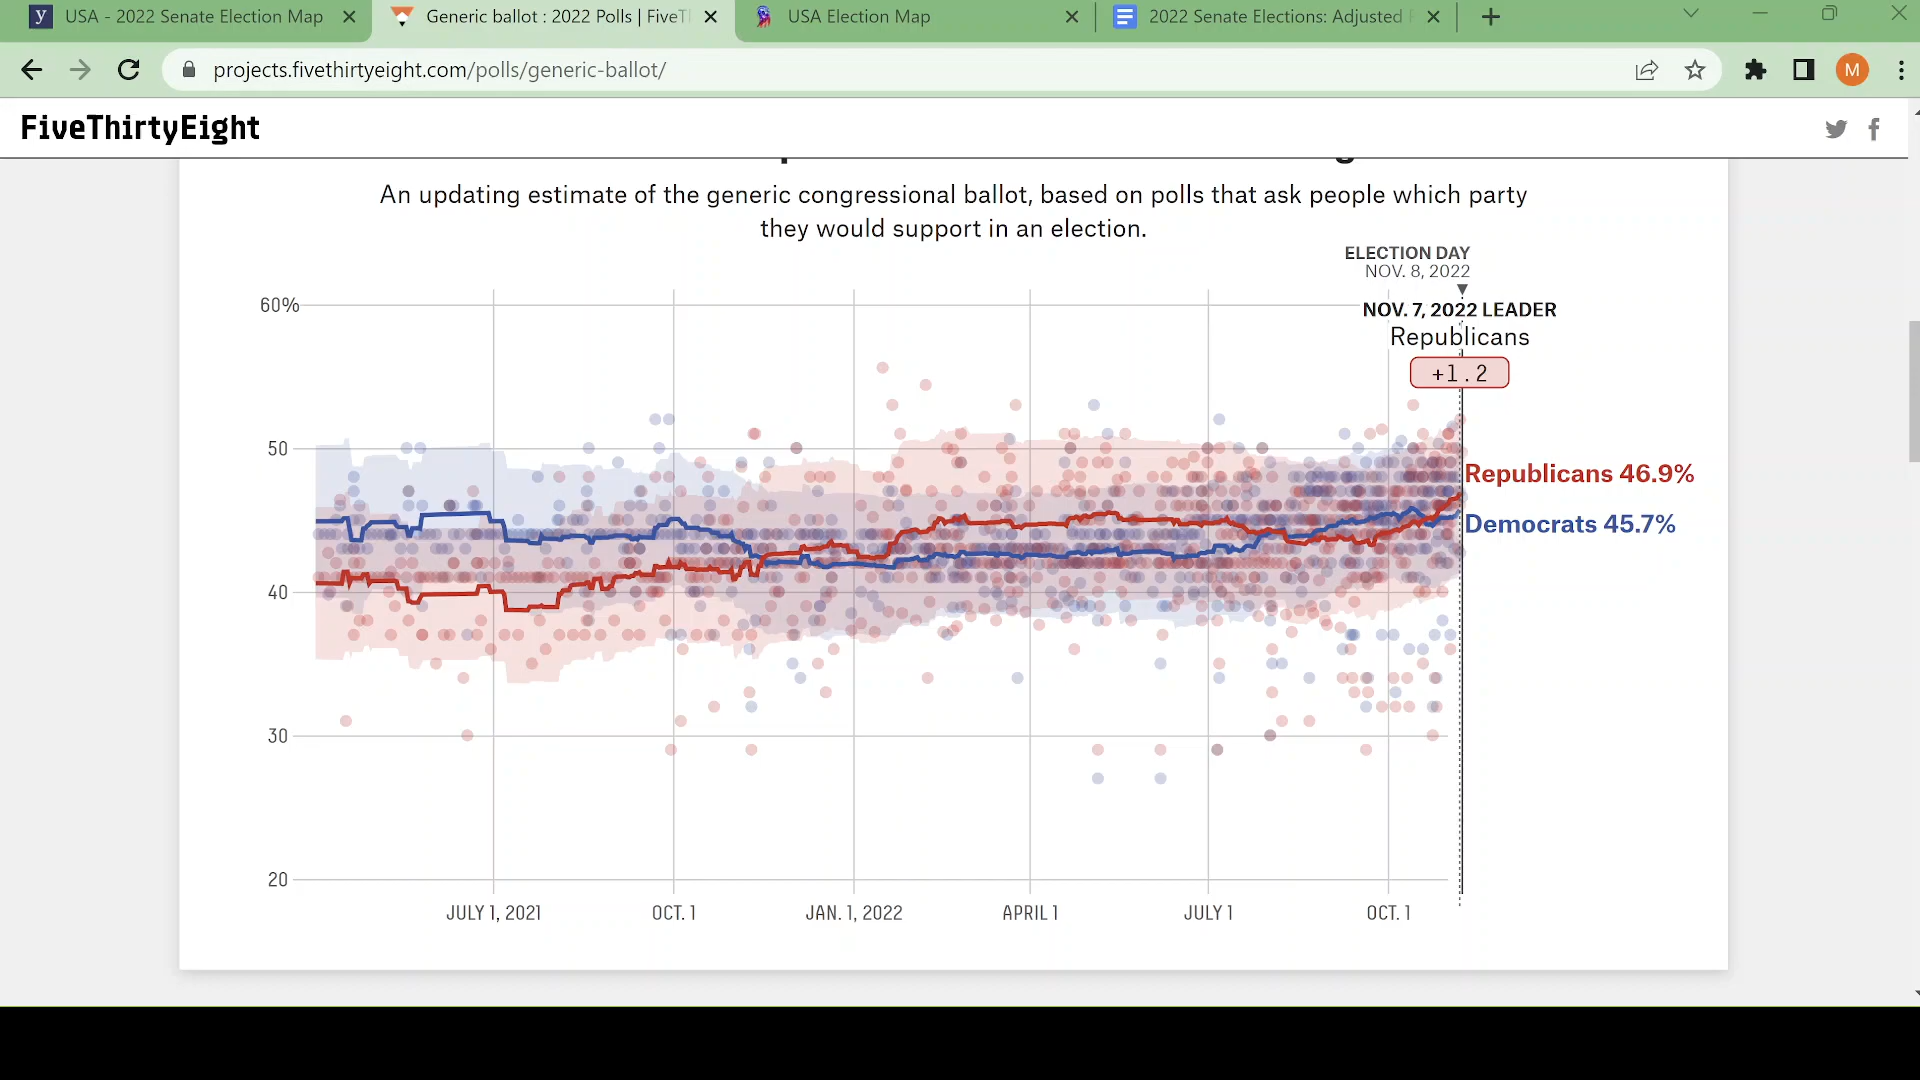 USA - 2022 Senate Election Map
Generic ballot : 2022 Polls | FiveT
USA Election Map
2022 Senate Elections: Adjusted
projects.fivethirtyeight.com/polls/generic-ballot/
M
FiveThirtyEight
An updating estimate of the generic congressional ballot, based on polls that ask people which party
they would support in an election.
ELECTION DAY
NOV. 8, 2022
60%
NOV. 7, 2022 LEADER
Republicans
+1.2
50
Republicans 46.9%
Democrats 45.7%
40
30
20
JULY 1, 2021
OCT. 1
JAN. 1, 2022
APRIL 1
JULY 1
OCT. 1